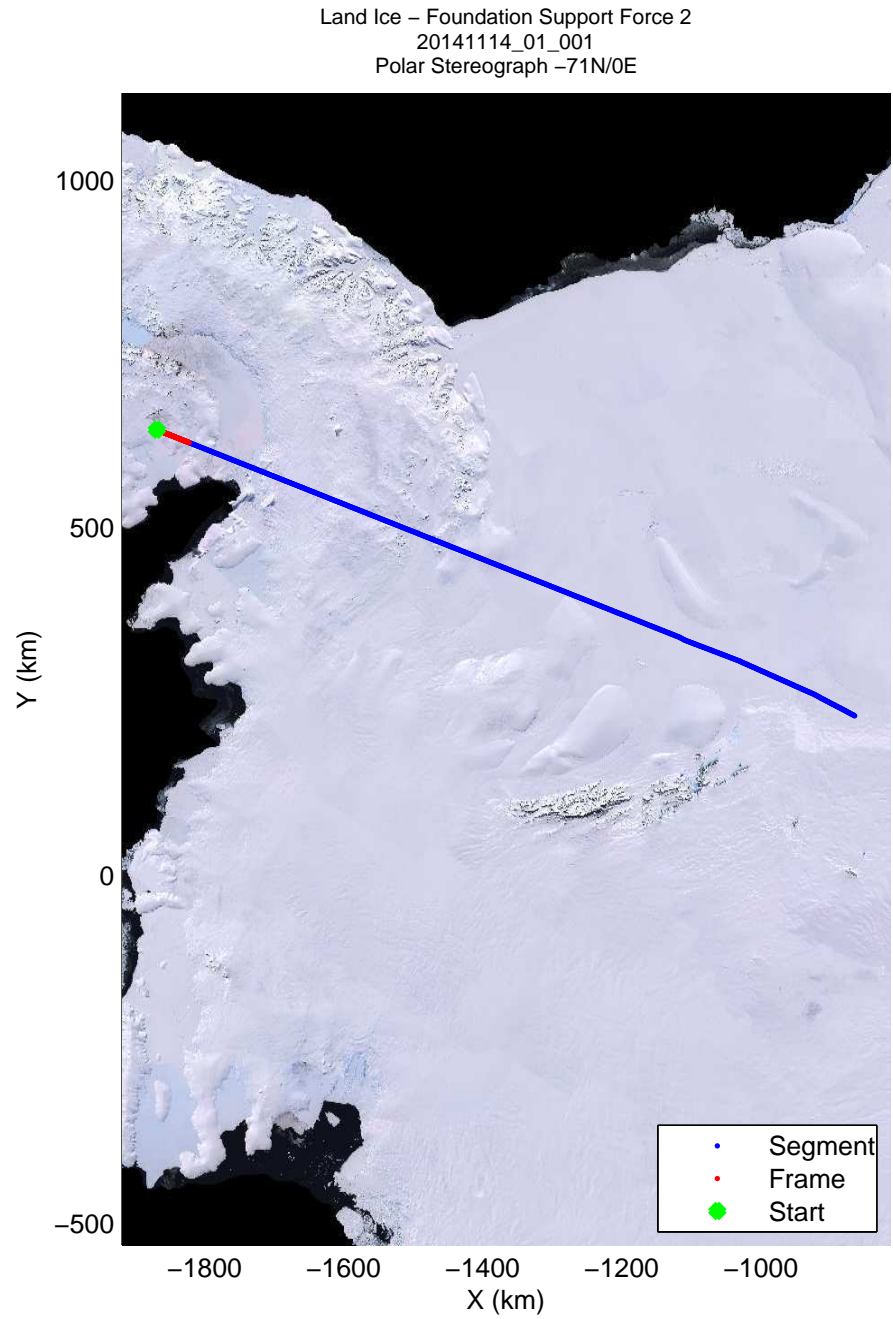 Land Ice – Foundation Support Force 2
20141114_01_001
Polar Stereograph −71N/0E
1000
500
0
−500
Y (km)
−1800
−1600
−1400
−1200
−1000
X (km)
Segment
Frame
Start